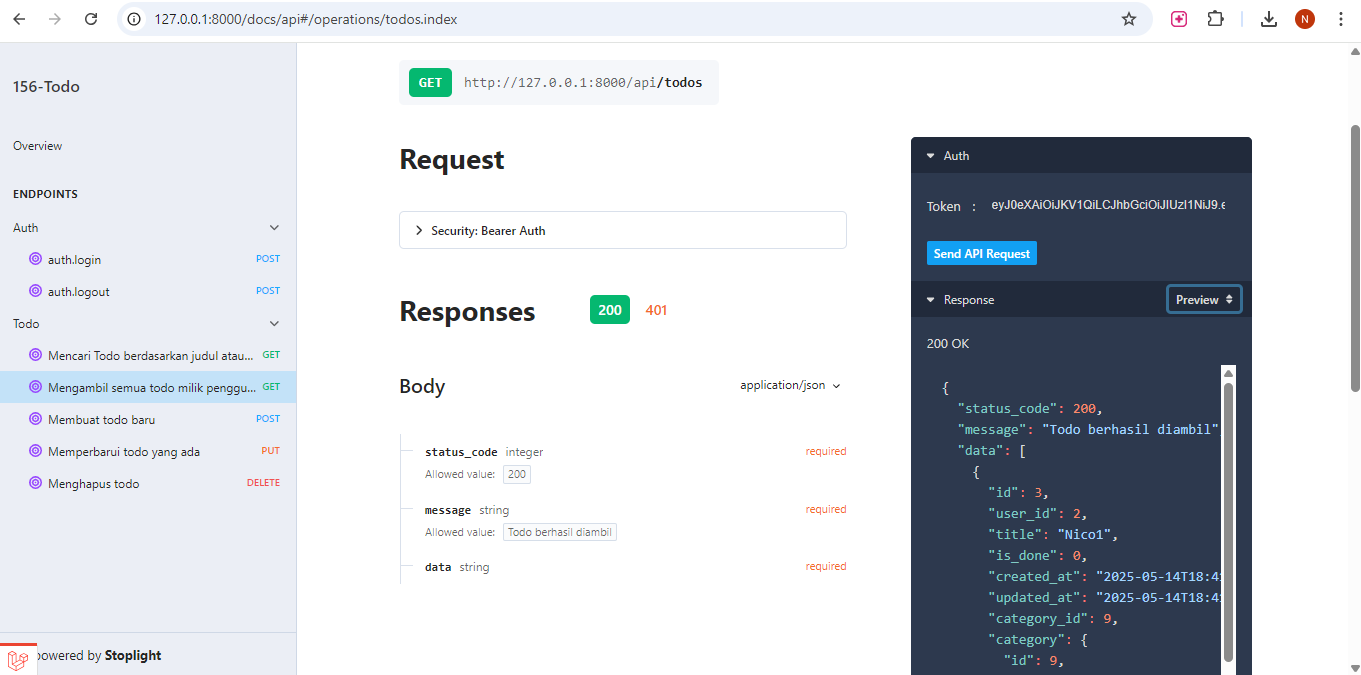 127.0.0.1:8000/docs/api#/operations/todos.index
N
156-Todo
Overview
ENDPOINTS
Auth
auth.login POST
auth.logout POST
Todo
Mencari Todo berdasarkan judul atau... GET
Mengambil semua todo milik penggu... GET
Membuat todo baru POST
Memperbarui todo yang ada PUT
Menghapus todo DELETE
powered by Stoplight
GET http://127.0.0.1:8000/api/todos
Request
Security: Bearer Auth
Responses 200 401
Body application/json
status_code integer required
Allowed value: 200
message string required
Allowed value: Todo berhasil diambil
data string required
Auth
Token : eyJ0eXAiOiJKV1QiLCJhbGciOiJIUzI1NiJ9.e
Send API Request
Response Preview
200 OK
{
"status_code": 200,
"message": "Todo berhasil diambil"
"data": [
{
"id": 3,
"user_id": 2,
"title": "Nico1",
"is_done": 0,
"created_at": "2025-05-14T18:4
"updated_at": "2025-05-14T18:4
"category_id": 9,
"category": {
"id": 9,